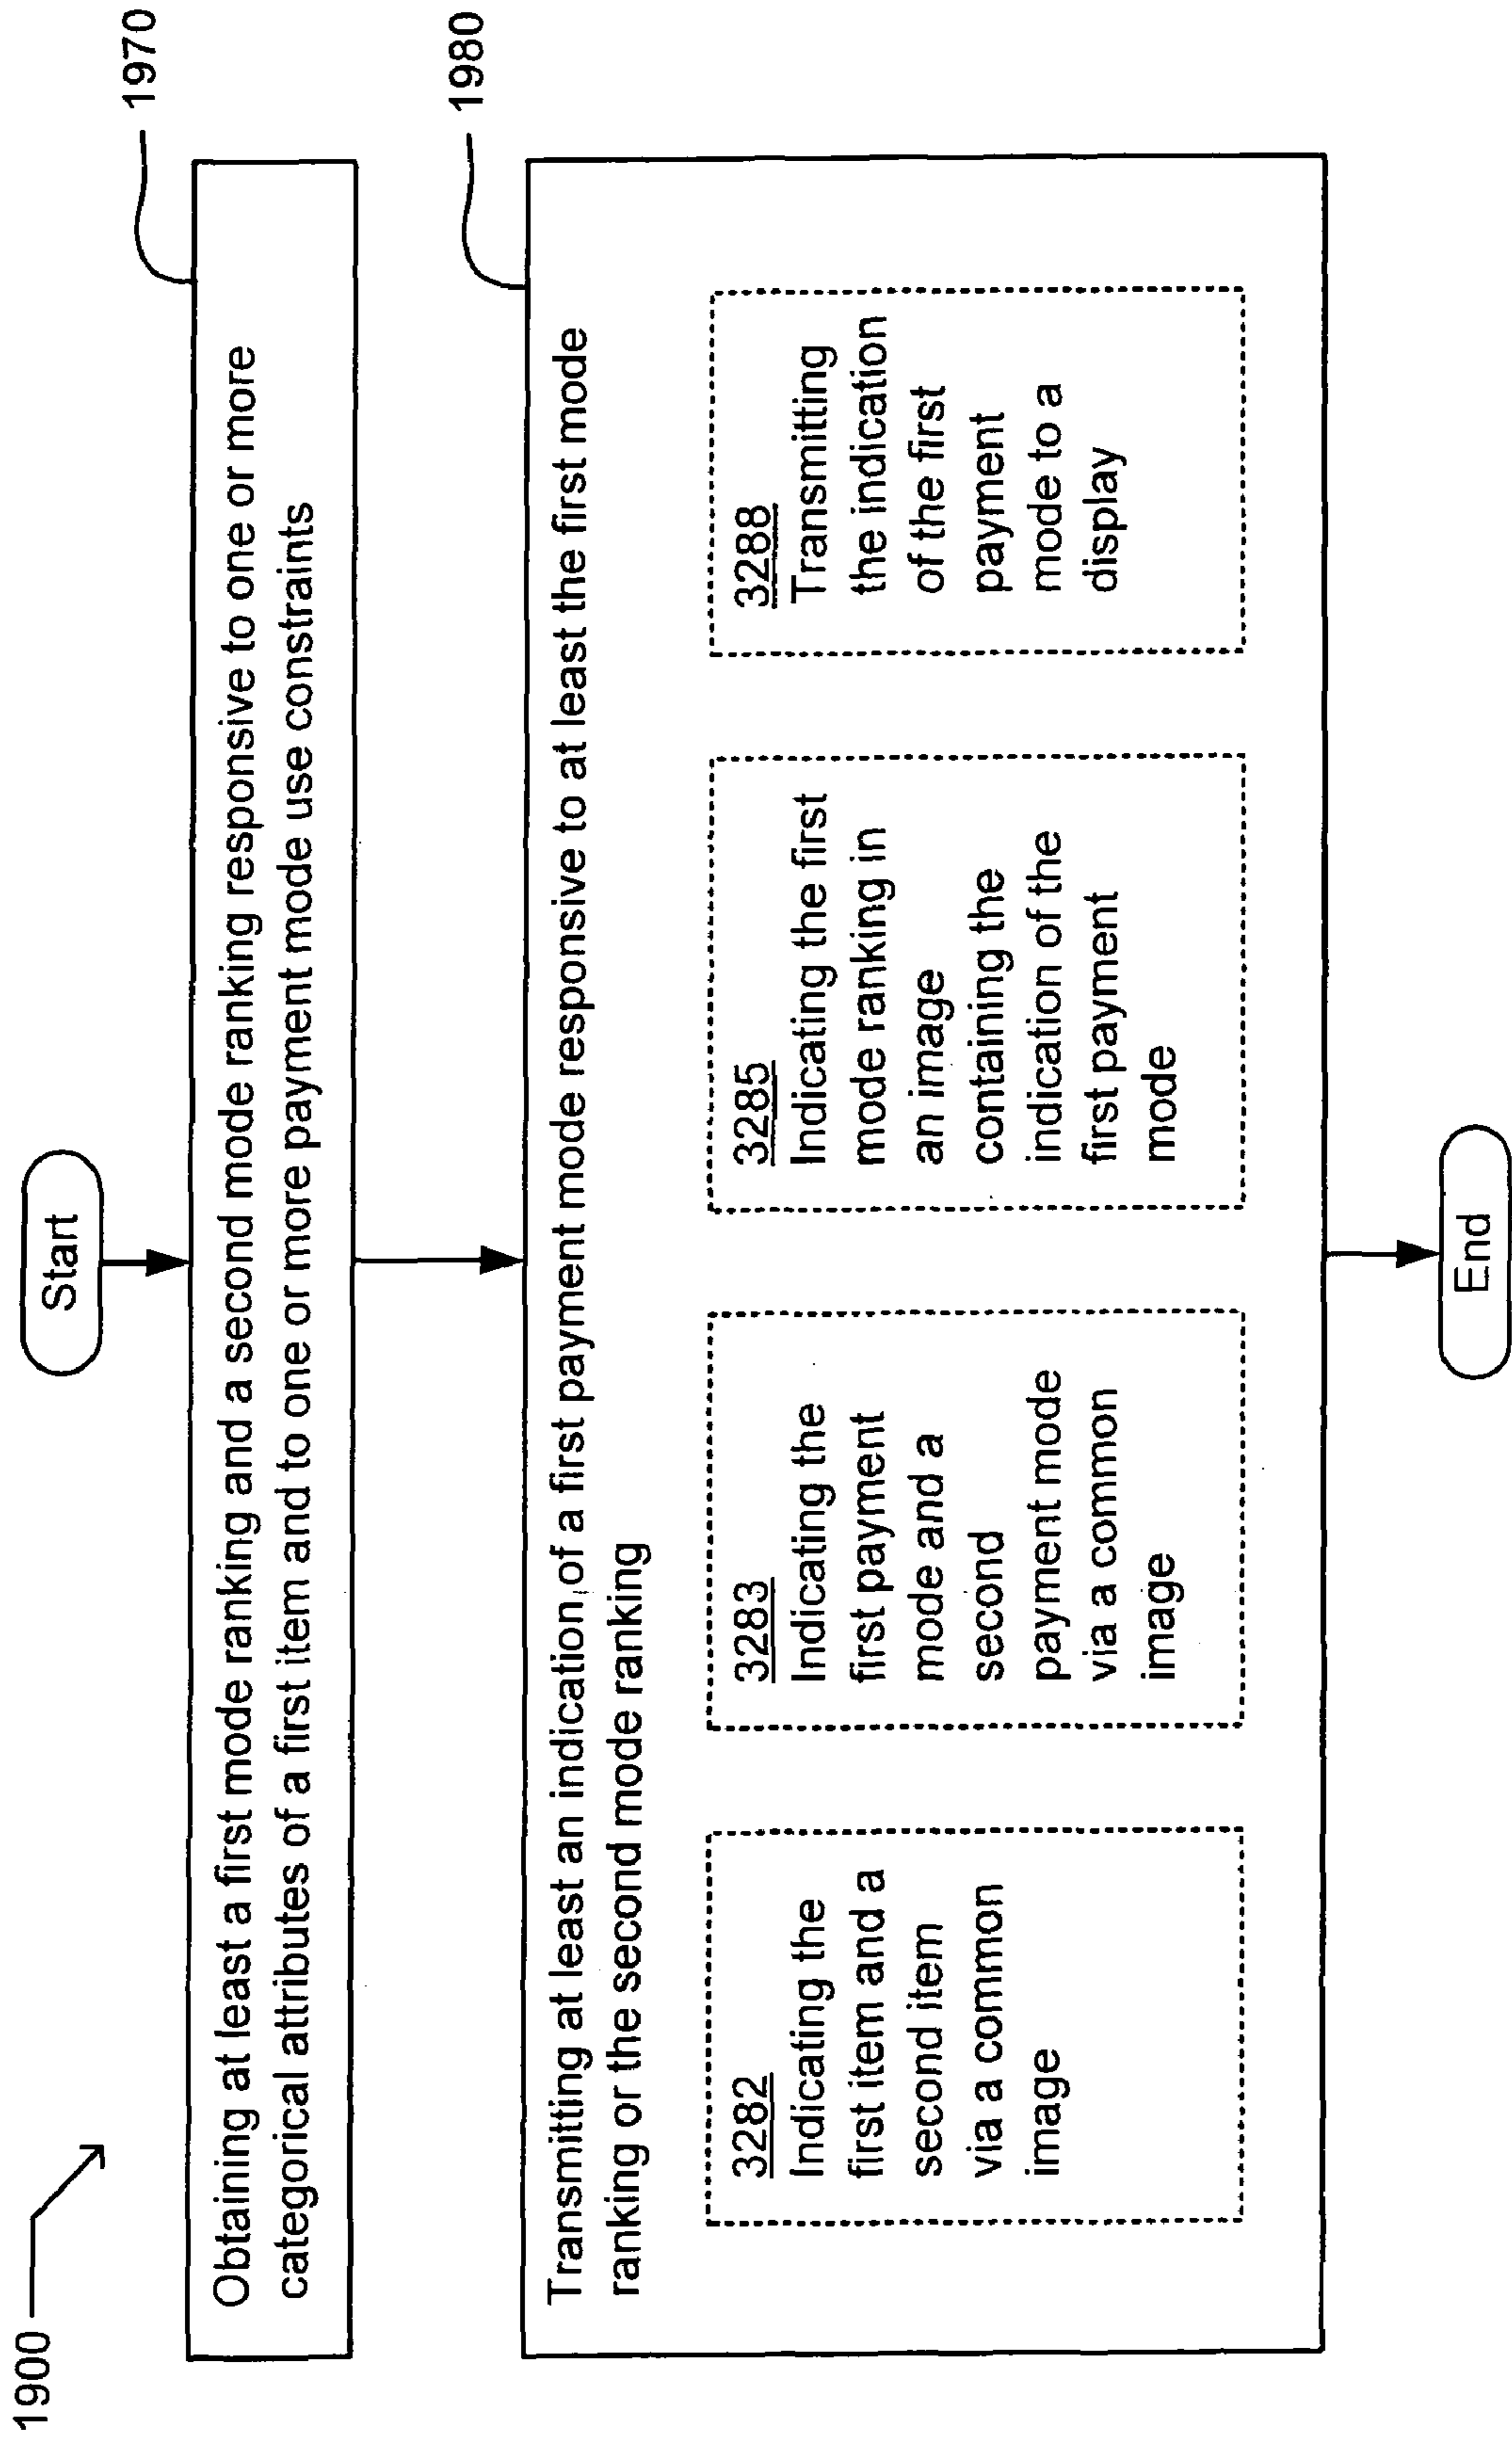 1900
Start
1970
Obtaining at least a first mode ranking and a second mode ranking responsive to one or more
categorical attributes of a first item and to one or more payment mode use constraints
1980
Transmitting at least an indication of a first payment mode responsive to at least the first mode
ranking or the second mode ranking
3282
Indicating the
first item and a
second item
via a common
image
3283
Indicating the
first payment
mode and a
second
payment mode
via a common
image
3285
Indicating the first
mode ranking in
an image
containing the
indication of the
first payment
mode
3288
Transmitting
the indication
of the first
payment
mode to a
display
End